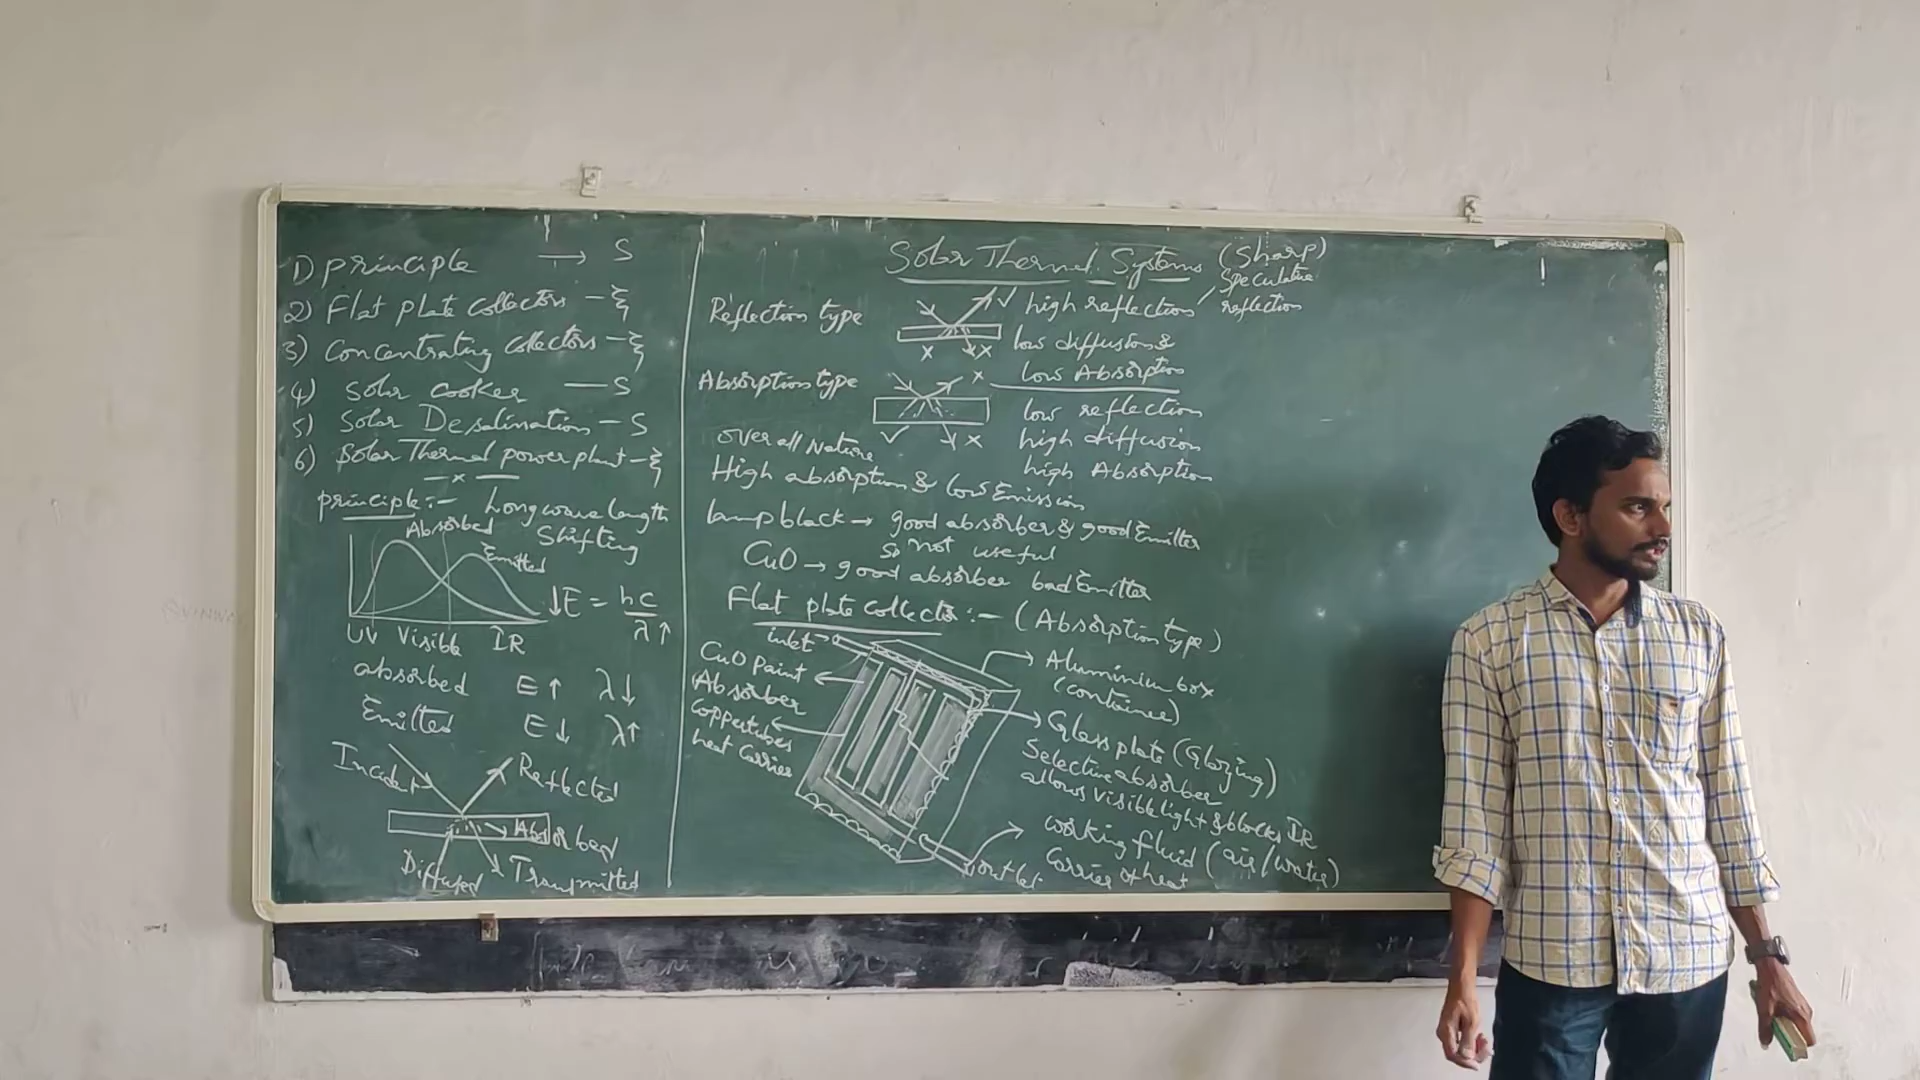 1) principle → S
2) Flat plate collectors - ξ
3) Concentrating collectors - ξ
4) Solar cooker — S
5) Solar Desalination - S
6) Solar Thermal power plant - ξ
— x —
principle :- Long wave length
Shifting
Absorbed
Emitted
↓E = hc / λ↑
UV Visible IR
absorbed E↑ λ↓
Emitted E↓ λ↑
Incident Reflected
Absorbed
Diffused Transmitted
Solar Thermal Systems (Sharp)
Speculative
reflection
Reflection type ✓ high reflection
x x low diffusion &
low Absorption
Absorption type x
low reflection
✓ x high diffusion
high Absorption
over all Nature
High absorption & low Emission
lamp black → good absorber & good Emitter
so not useful
CuO → good absorber bad Emitter
Flat plate collector :- (Absorption type)
inlet
CuO Paint
Absorber
Copper tubes
heat carrier
Aluminium box
(container)
Glass plate (Glazing)
Selective absorber
allows visible light & blocks IR
working fluid (air/water)
Carrier of heat
outlet